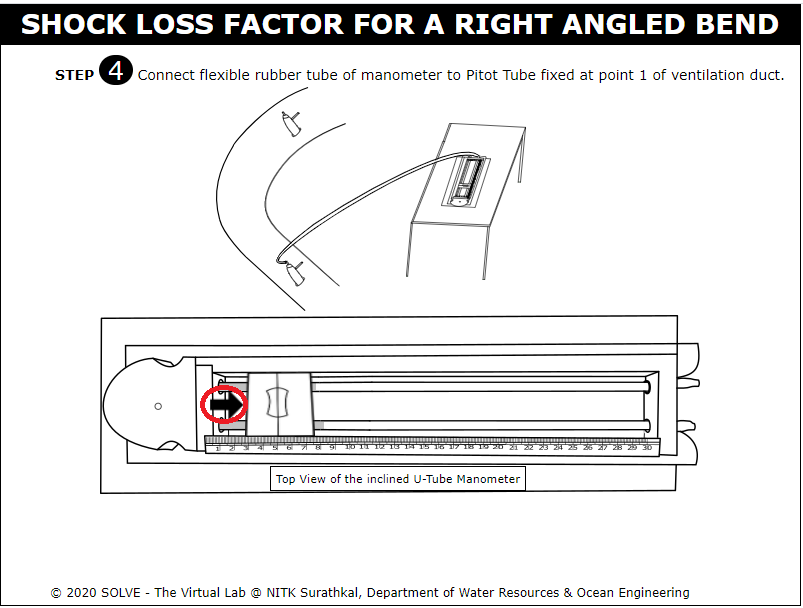 SHOCK LOSS FACTOR FOR A RIGHT ANGLED BEND
STEP 4 Connect flexible rubber tube of manometer to Pitot Tube fixed at point 1 of ventilation duct.
1 2 3 4 5 6 7 8 9 10 11 12 13 14 15 16 17 18 19 20 21 22 23 24 25 26 27 28 29 30
Top View of the inclined U-Tube Manometer
© 2020 SOLVE - The Virtual Lab @ NITK Surathkal, Department of Water Resources & Ocean Engineering